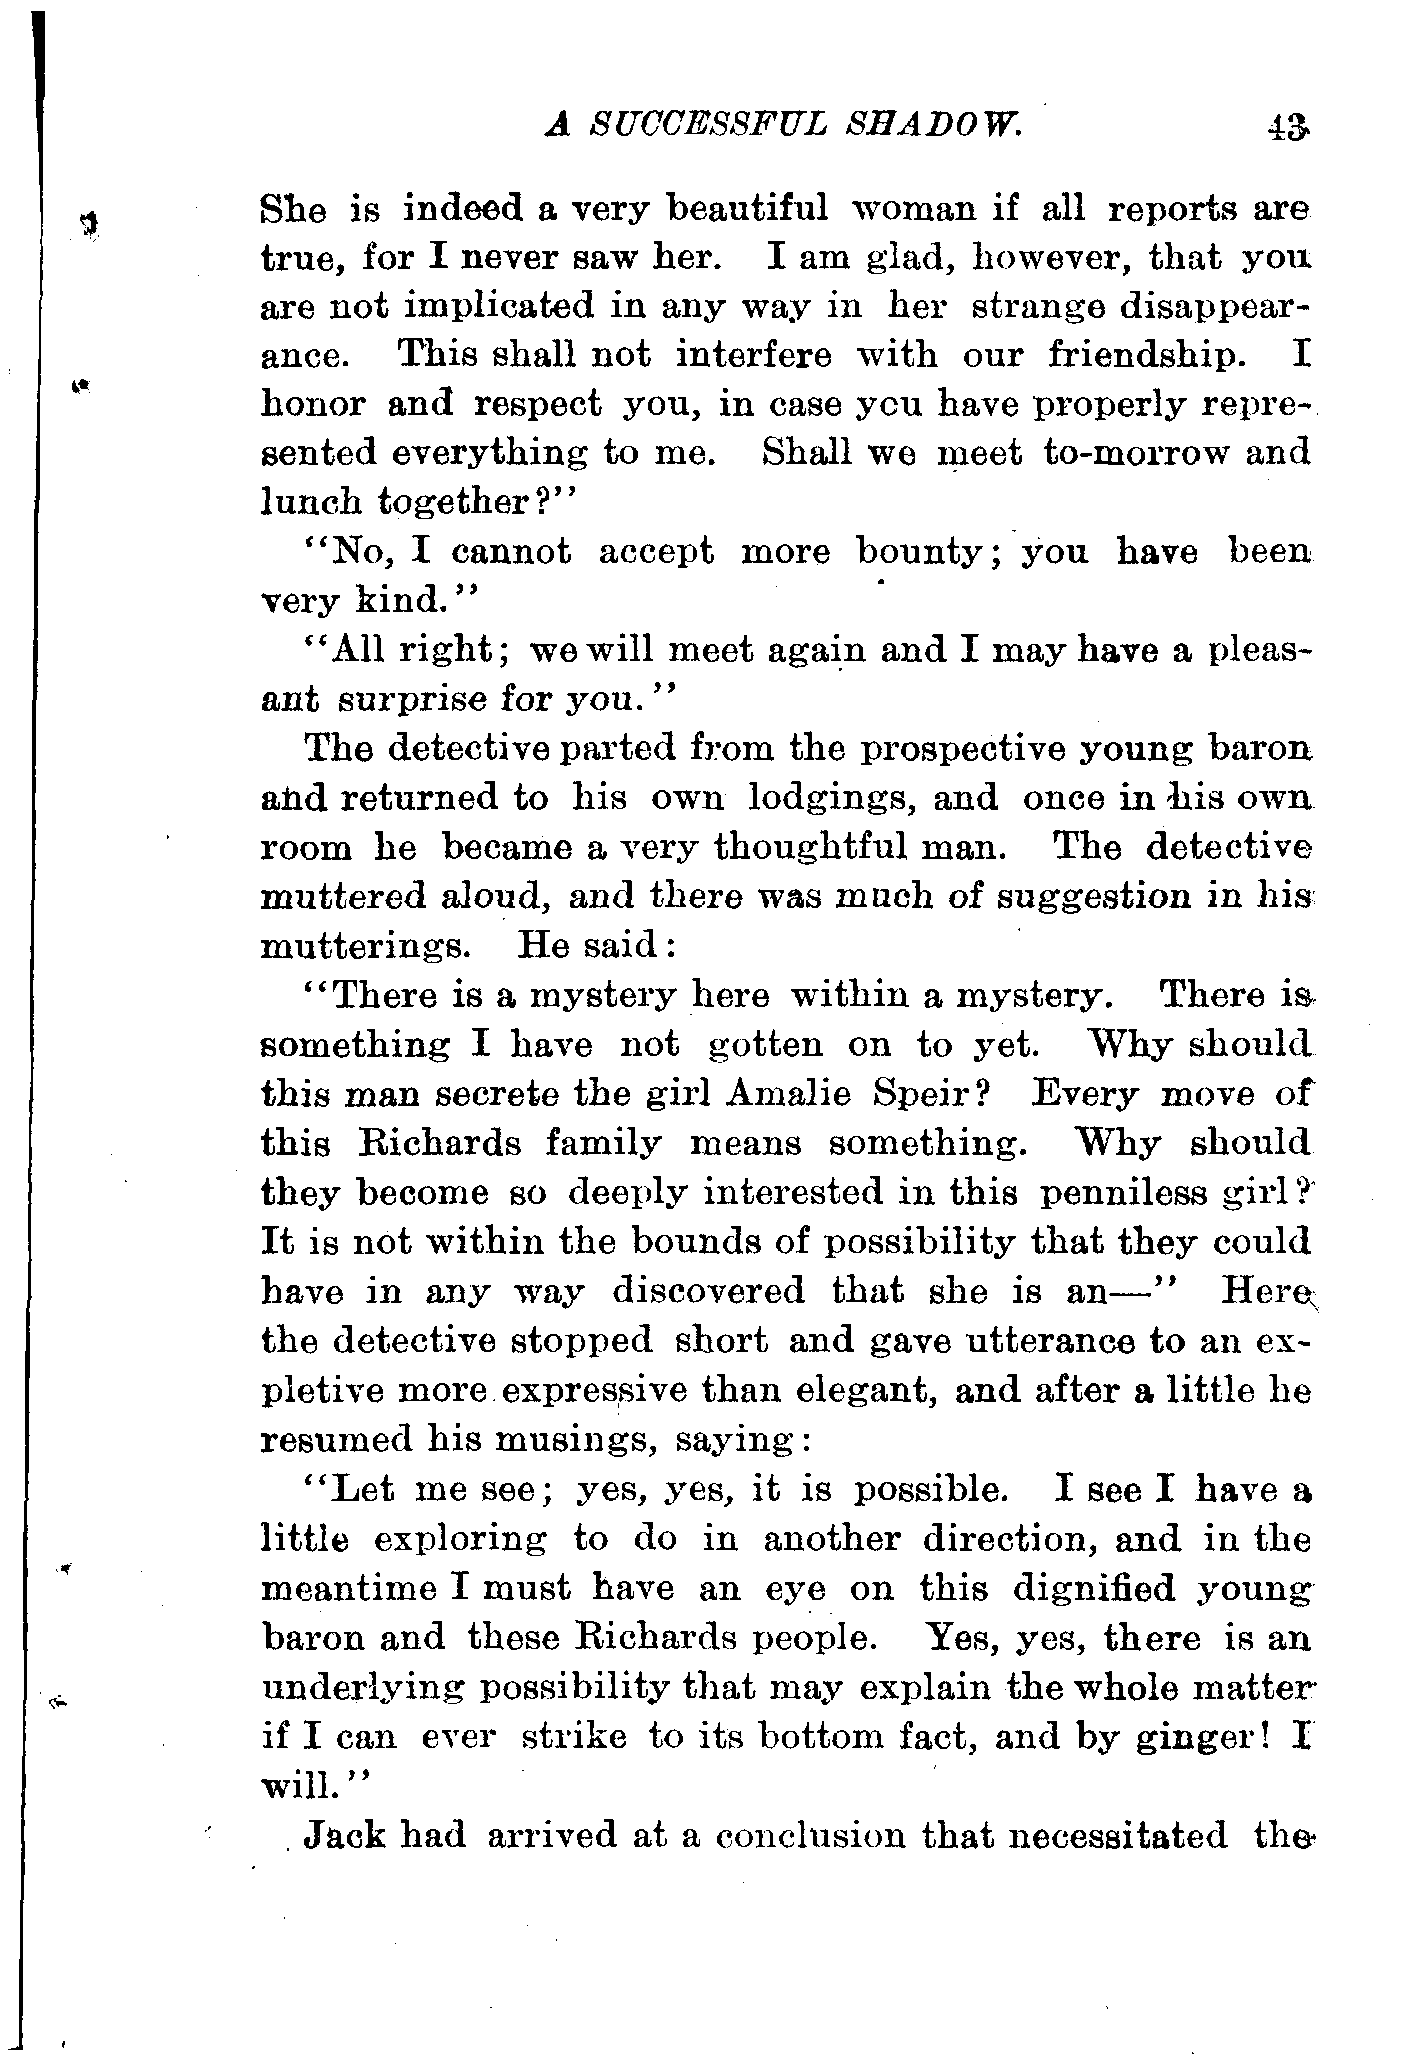 A SUCCESSFUL SHADOW. 43
She is indeed a very beautiful woman if all reports are
true, for I never saw her. I am glad, however, that you
are not implicated in any way in her strange disappear-
ance. This shall not interfere with our friendship. I
honor and respect you, in case you have properly repre-
sented everything to me. Shall we meet to-morrow and
lunch together?"
"No, I cannot accept more bounty; you have been
very kind."
"All right; we will meet again and I may have a pleas-
ant surprise for you."
The detective parted from the prospective young baron
and returned to his own lodgings, and once in his own
room he became a very thoughtful man. The detective
muttered aloud, and there was much of suggestion in his
mutterings. He said:
"There is a mystery here within a mystery. There is
something I have not gotten on to yet. Why should
this man secrete the girl Amalie Speir? Every move of
this Richards family means something. Why should
they become so deeply interested in this penniless girl?
It is not within the bounds of possibility that they could
have in any way discovered that she is an—" Here
the detective stopped short and gave utterance to an ex-
pletive more expressive than elegant, and after a little he
resumed his musings, saying:
"Let me see; yes, yes, it is possible. I see I have a
little exploring to do in another direction, and in the
meantime I must have an eye on this dignified young
baron and these Richards people. Yes, yes, there is an
underlying possibility that may explain the whole matter
if I can ever strike to its bottom fact, and by ginger! I
will."
Jack had arrived at a conclusion that necessitated the